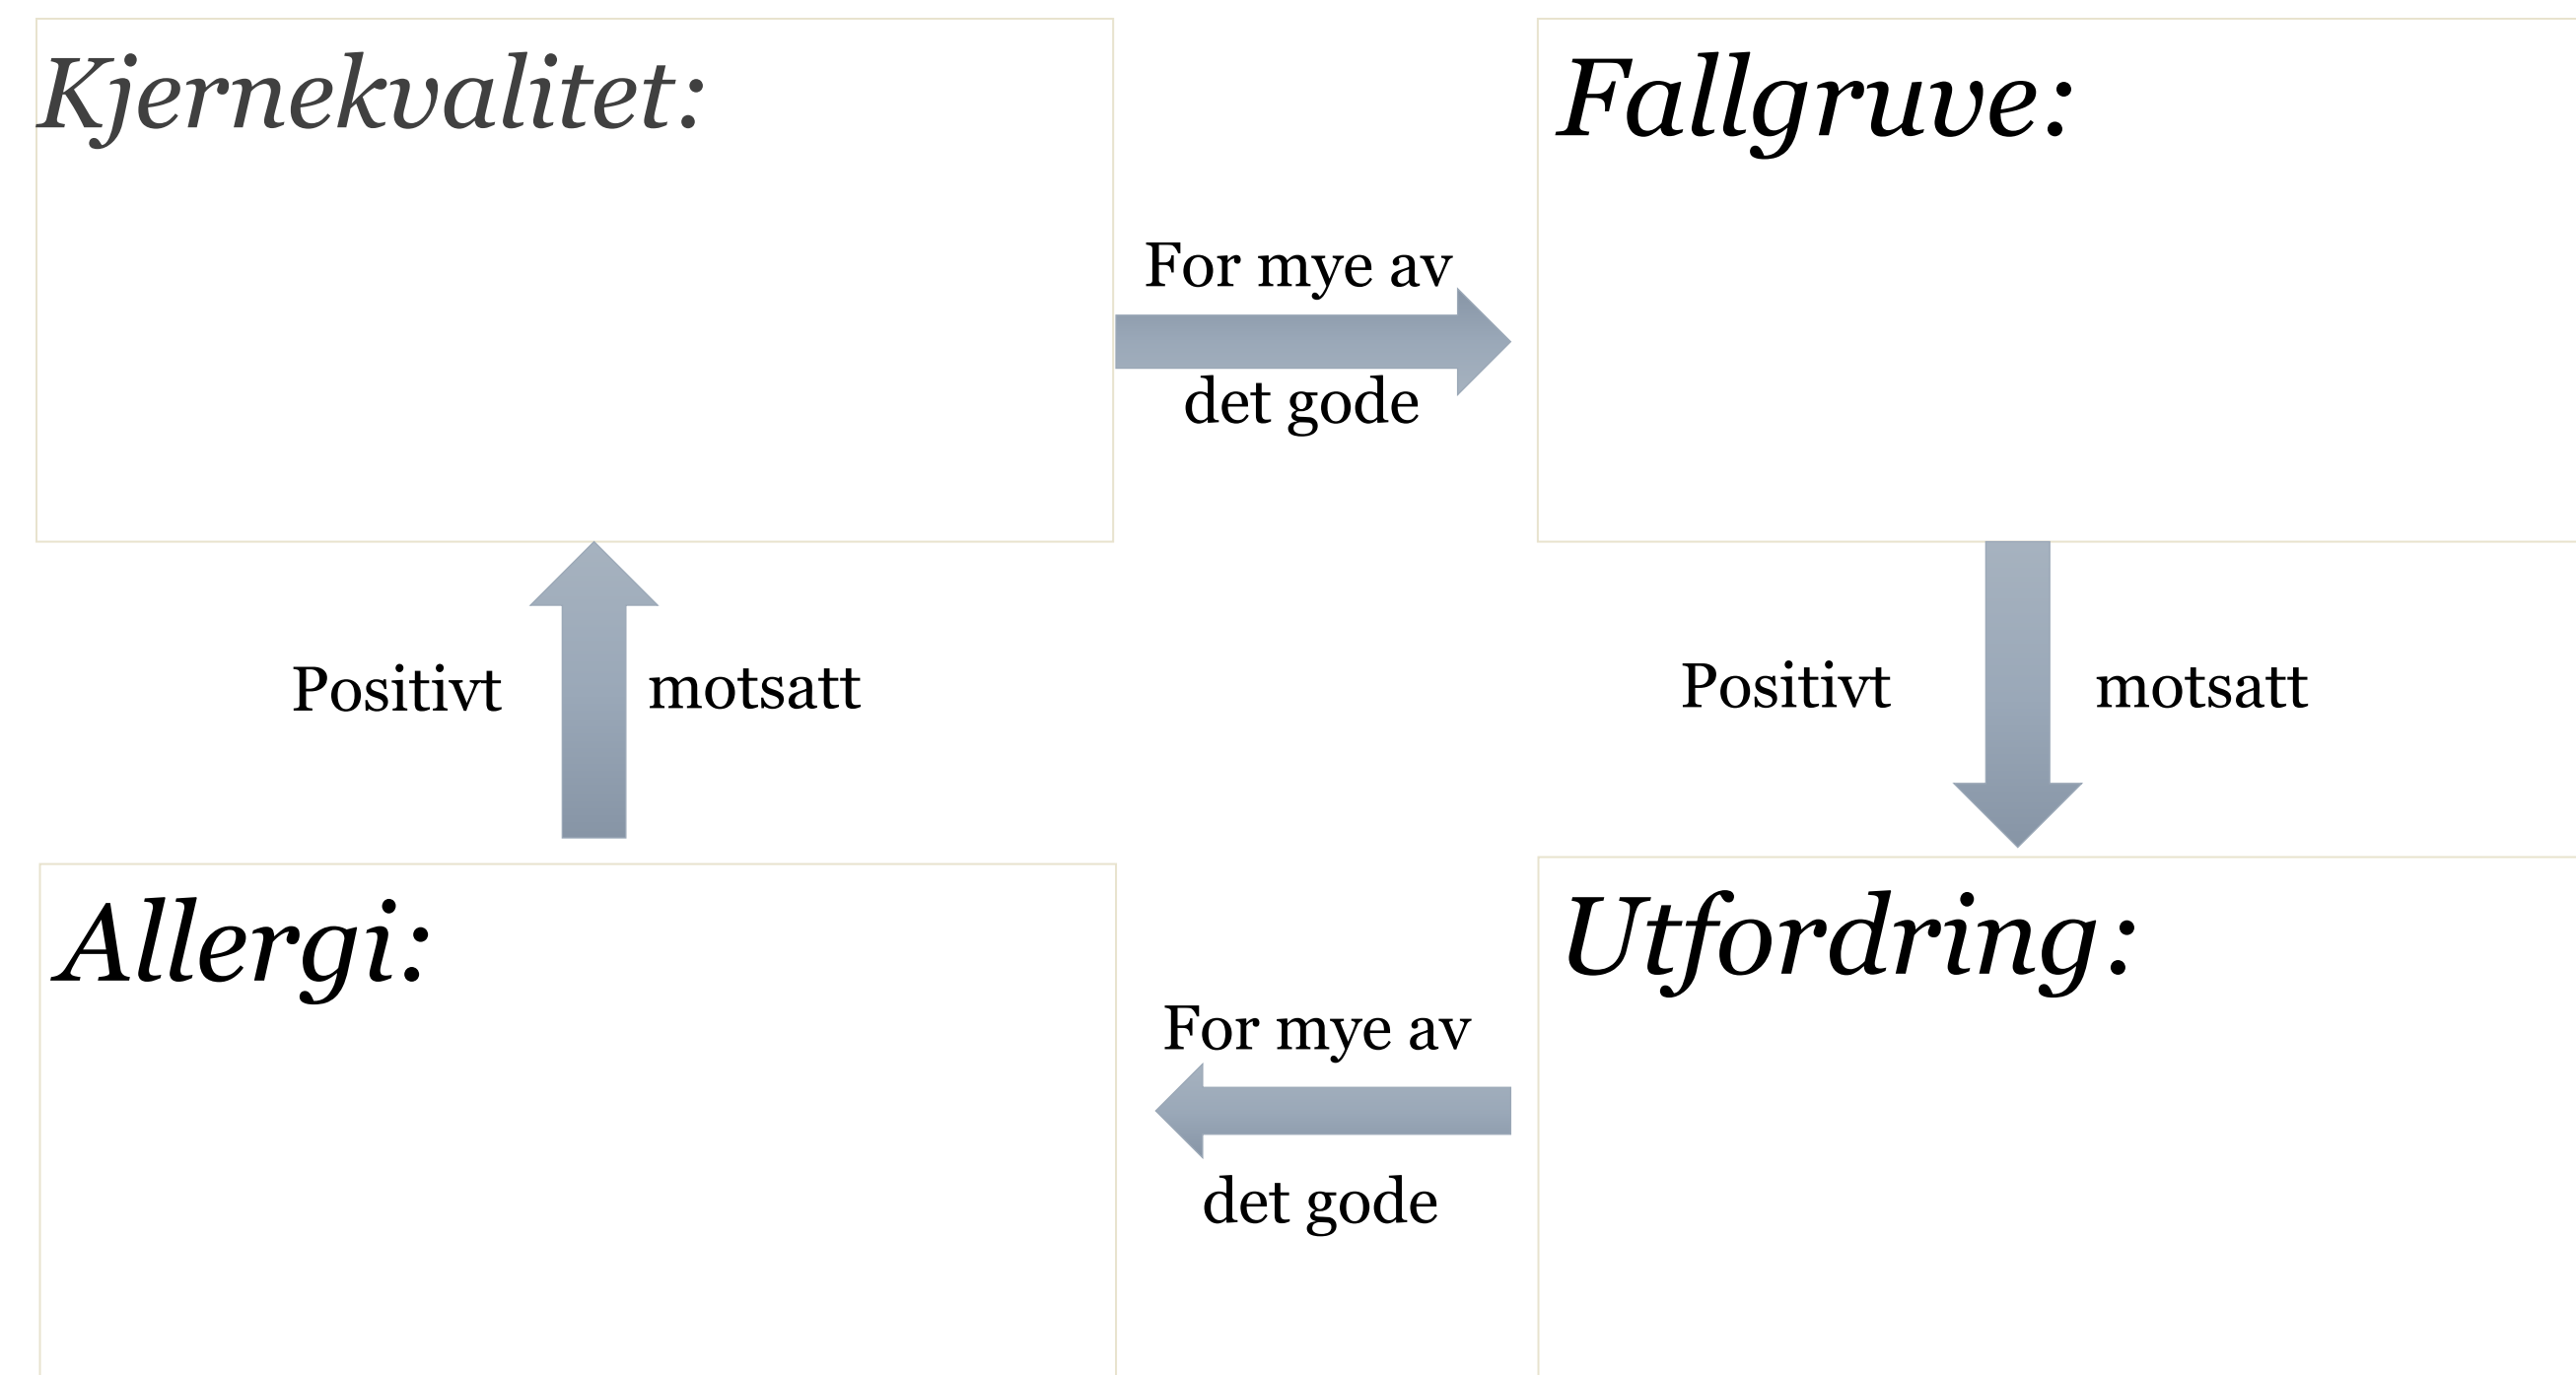 Kjernekvalitet:
Fallgruve:
For mye av
det gode
Positivt motsatt
Positivt motsatt
Allergi:
Utfordring:
For mye av
det gode